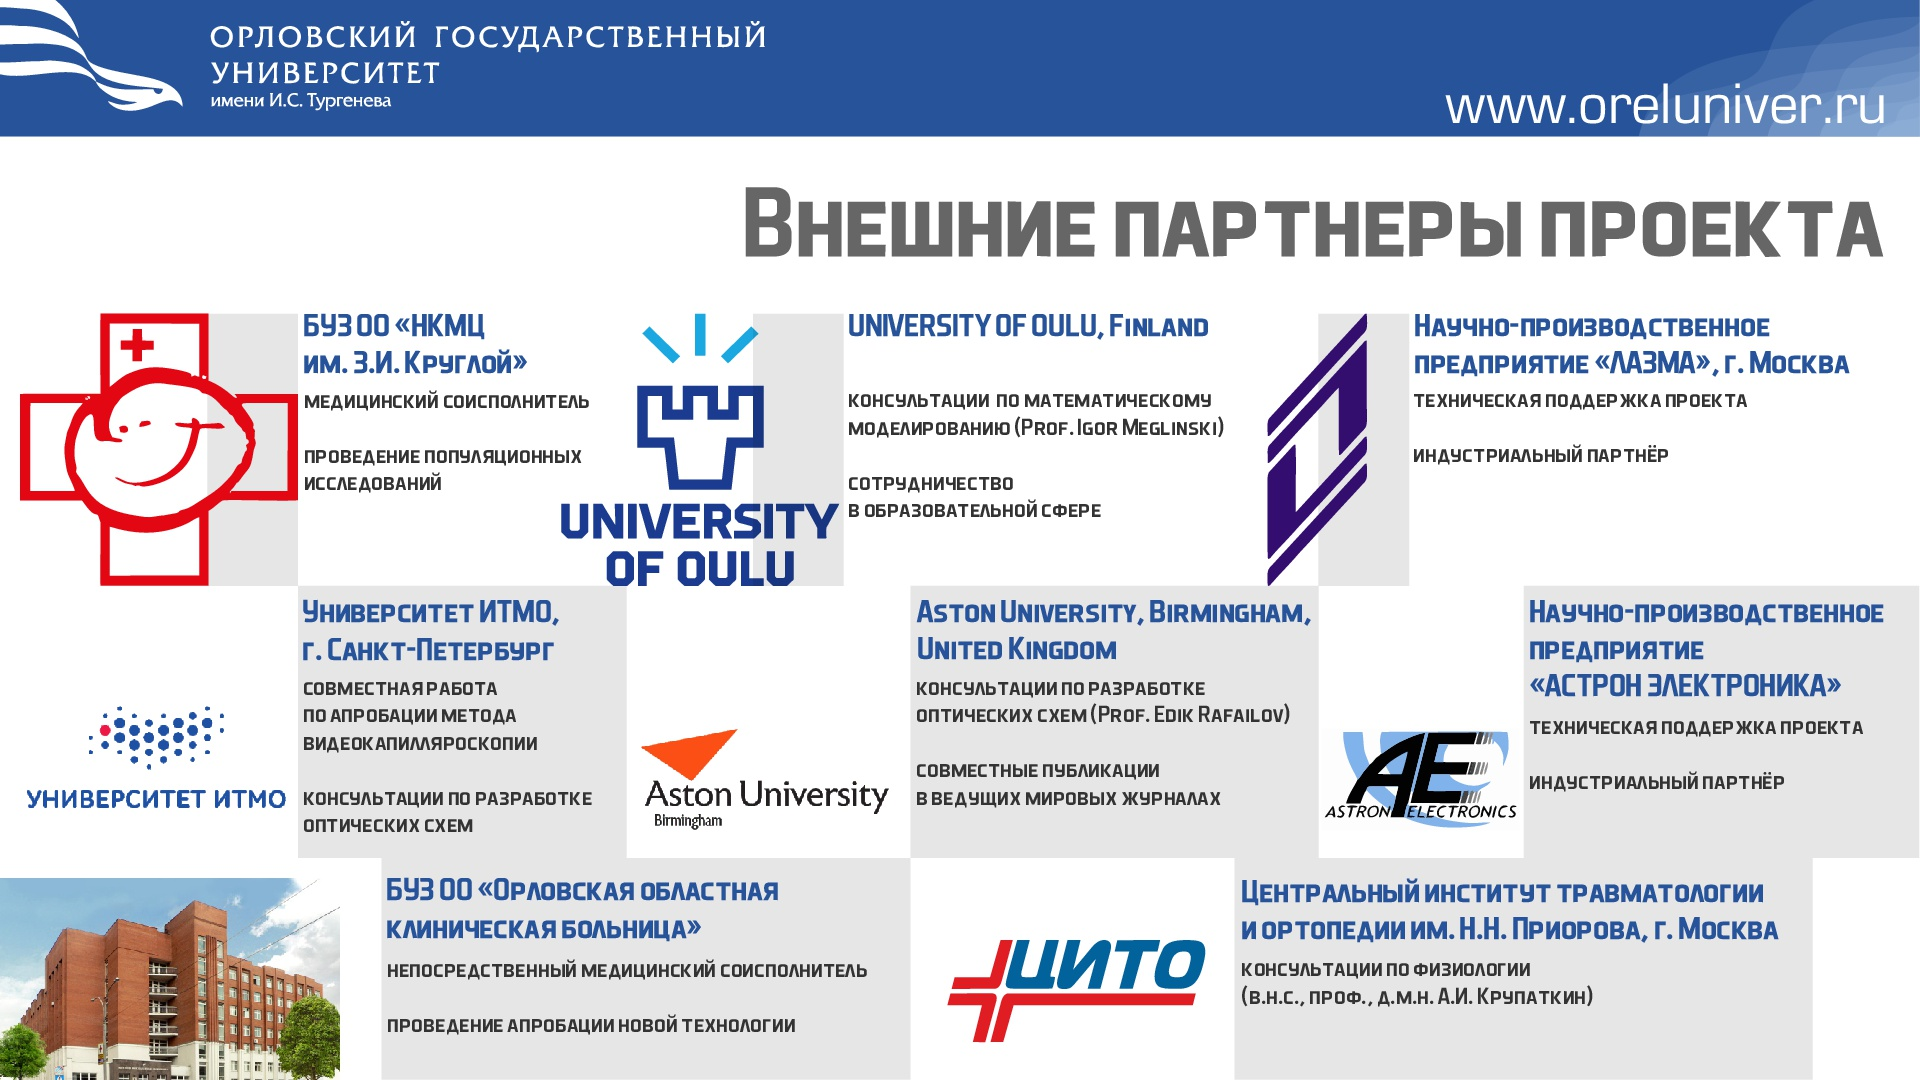 ОРЛОВСКИЙ ГОСУДАРСТВЕННЫЙ
УНИВЕРСИТЕТ
имени И.С. Тургенева
www.oreluniver.ru
Внешние партнеры проекта
БУЗ ОО «НКМЦ
им. З.И. Круглой»
медицинский соисполнитель
проведение популяционных
исследований
UNIVERSITY
OF OULU
UNIVERSITY OF OULU, Finland
консультации по математическому
моделированию (Prof. Igor Meglinski)
сотрудничество
в образовательной сфере
Научно-производственное
предприятие «ЛАЗМА», г. Москва
техническая поддержка проекта
индустриальный партнёр
УНИВЕРСИТЕТ ИТМО
Университет ИТМО,
г. Санкт-Петербург
совместная работа
по апробации метода
видеокапилляроскопии
консультации по разработке
оптических схем
Aston University
Birmingham
Aston University, Birmingham,
United Kingdom
консультации по разработке
оптических схем (Prof. Edik Rafailov)
совместные публикации
в ведущих мировых журналах
AE
ASTRON ELECTRONICS
Научно-производственное
предприятие
«АСТРОН ЭЛЕКТРОНИКА»
техническая поддержка проекта
индустриальный партнёр
БУЗ ОО «Орловская областная
клиническая больница»
непосредственный медицинский соисполнитель
проведение апробации новой технологии
ЦИТО
Центральный институт травматологии
и ортопедии им. Н.Н. Приорова, г. Москва
консультации по физиологии
(в.н.с., проф., д.м.н. А.И. Крупаткин)